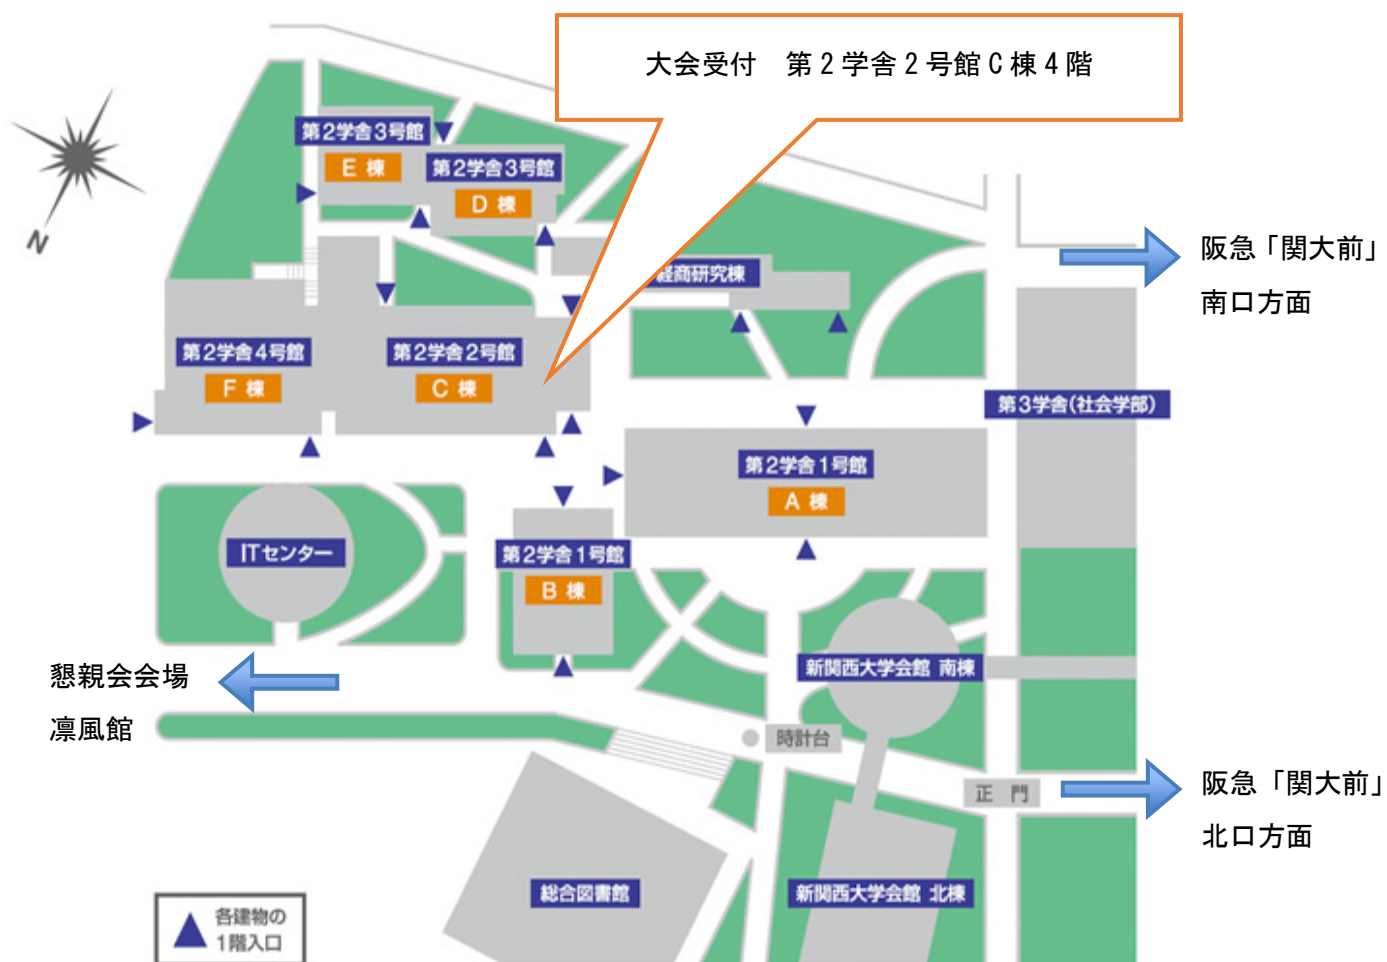 大会受付　第２学舎２号館Ｃ棟４階
第2学舎3号館
E 棟
第2学舎3号館
D 棟
N
阪急「関大前」
南口方面
経商研究棟
第2学舎4号館
F 棟
第2学舎2号館
C 棟
第3学舎(社会学部)
第2学舎1号館
A 棟
ITセンター
第2学舎1号館
B 棟
懇親会会場
凛風館
新関西大学会館 南棟
時計台
正 門
阪急「関大前」
北口方面
総合図書館
新関西大学会館 北棟
各建物の
1階入口